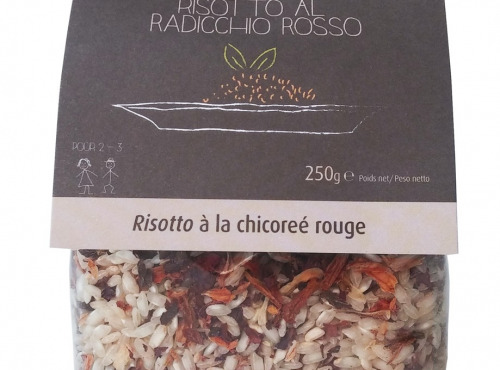 RISOTTO AL
RADICCHIO ROSSO
POUR 2 - 3
250g e Poids net/ Peso netto
Risotto à la chicoreé rouge